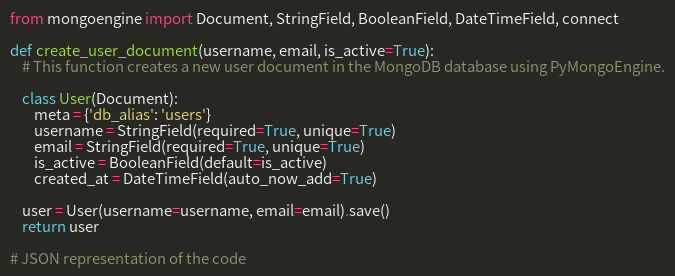 from mongoengine import Document, StringField, BooleanField, DateTimeField, connect
def create_user_document(username, email, is_active=True):
# This function creates a new user document in the MongoDB database using PyMongoEngine.
class User(Document):
meta = {'db_alias': 'users'}
username = StringField(required=True, unique=True)
email = StringField(required=True, unique=True)
is_active = BooleanField(default=is_active)
created_at = DateTimeField(auto_now_add=True)
user = User(username=username, email=email).save()
return user
# JSON representation of the code